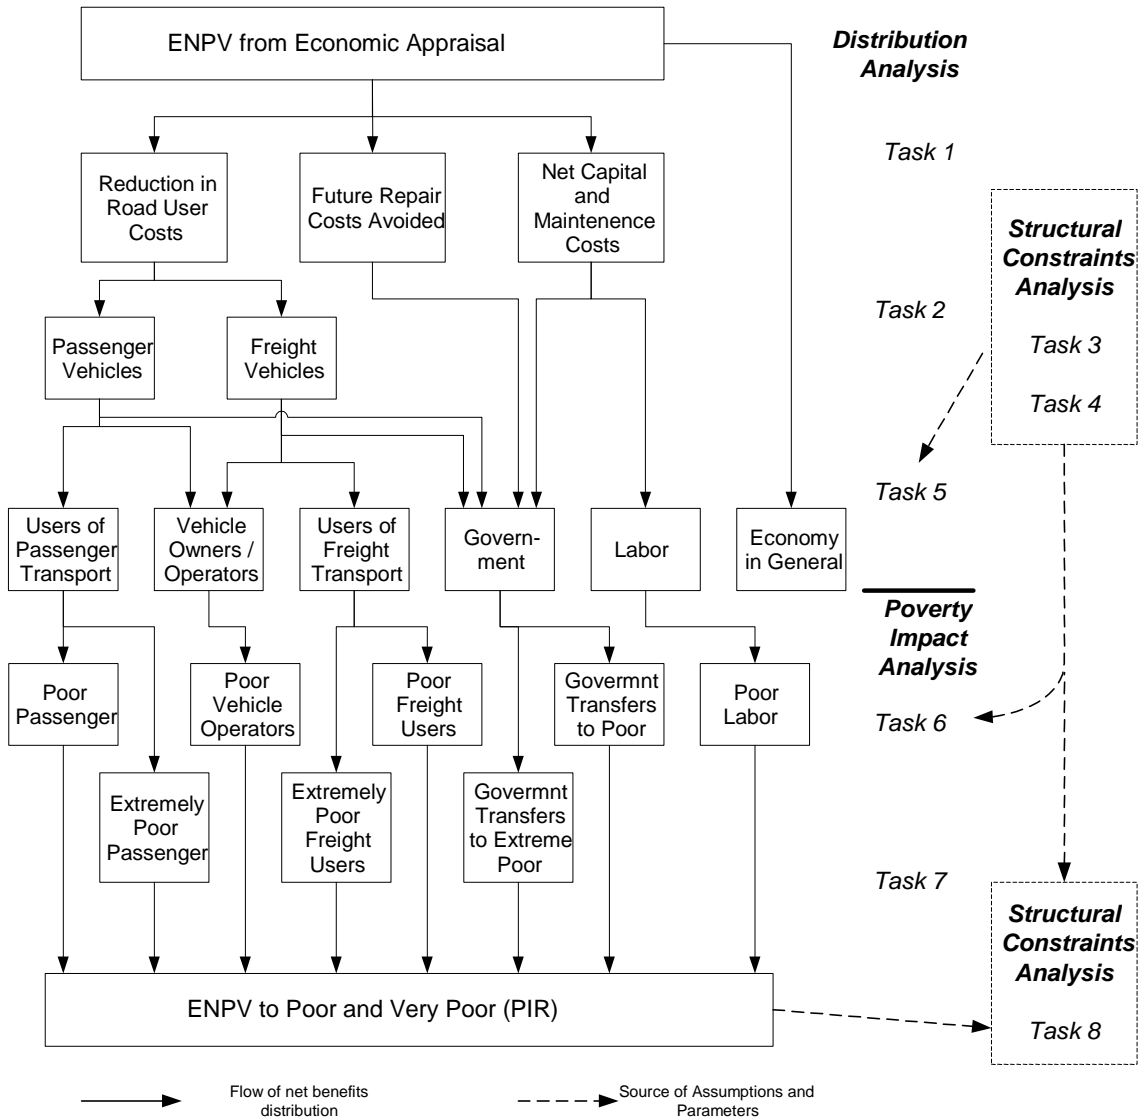 ENPV from Economic Appraisal
Distribution
Analysis
Task 1
Reduction in
Road User
Costs
Future Repair
Costs Avoided
Net Capital
and
Maintenence
Costs
Structural
Constraints
Analysis
Task 3
Task 4
Task 2
Passenger
Vehicles
Freight
Vehicles
Task 5
Users of
Passenger
Transport
Vehicle
Owners /
Operators
Users of
Freight
Transport
Govern-
ment
Labor
Economy
in General
Poverty
Impact
Analysis
Poor
Passenger
Poor
Vehicle
Operators
Poor
Freight
Users
Govermnt
Transfers
to Poor
Poor
Labor
Task 6
Extremely
Poor
Passenger
Extremely
Poor
Freight
Users
Govermnt
Transfers
to Extreme
Poor
Task 7
Structural
Constraints
Analysis
Task 8
ENPV to Poor and Very Poor (PIR)
Flow of net benefits
distribution
Source of Assumptions and
Parameters